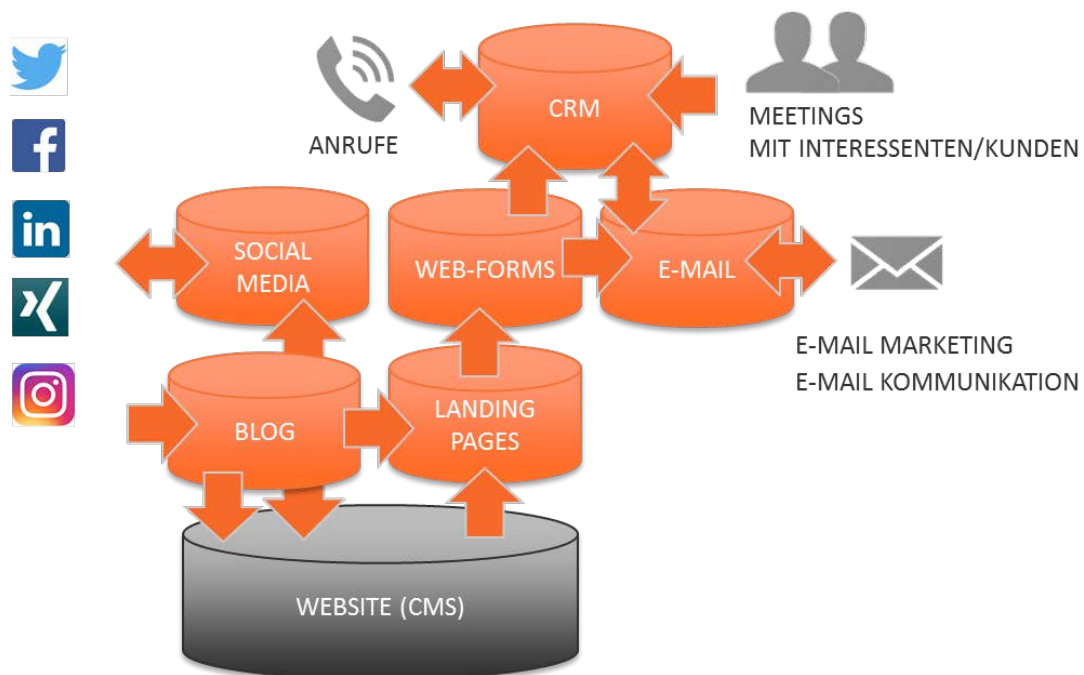 CRM
ANRUFE
MEETINGS
MIT INTERESSENTEN/KUNDEN
in
SOCIAL
MEDIA
WEB-FORMS
E-MAIL
E-MAIL MARKETING
E-MAIL KOMMUNIKATION
BLOG
LANDING
PAGES
WEBSITE (CMS)